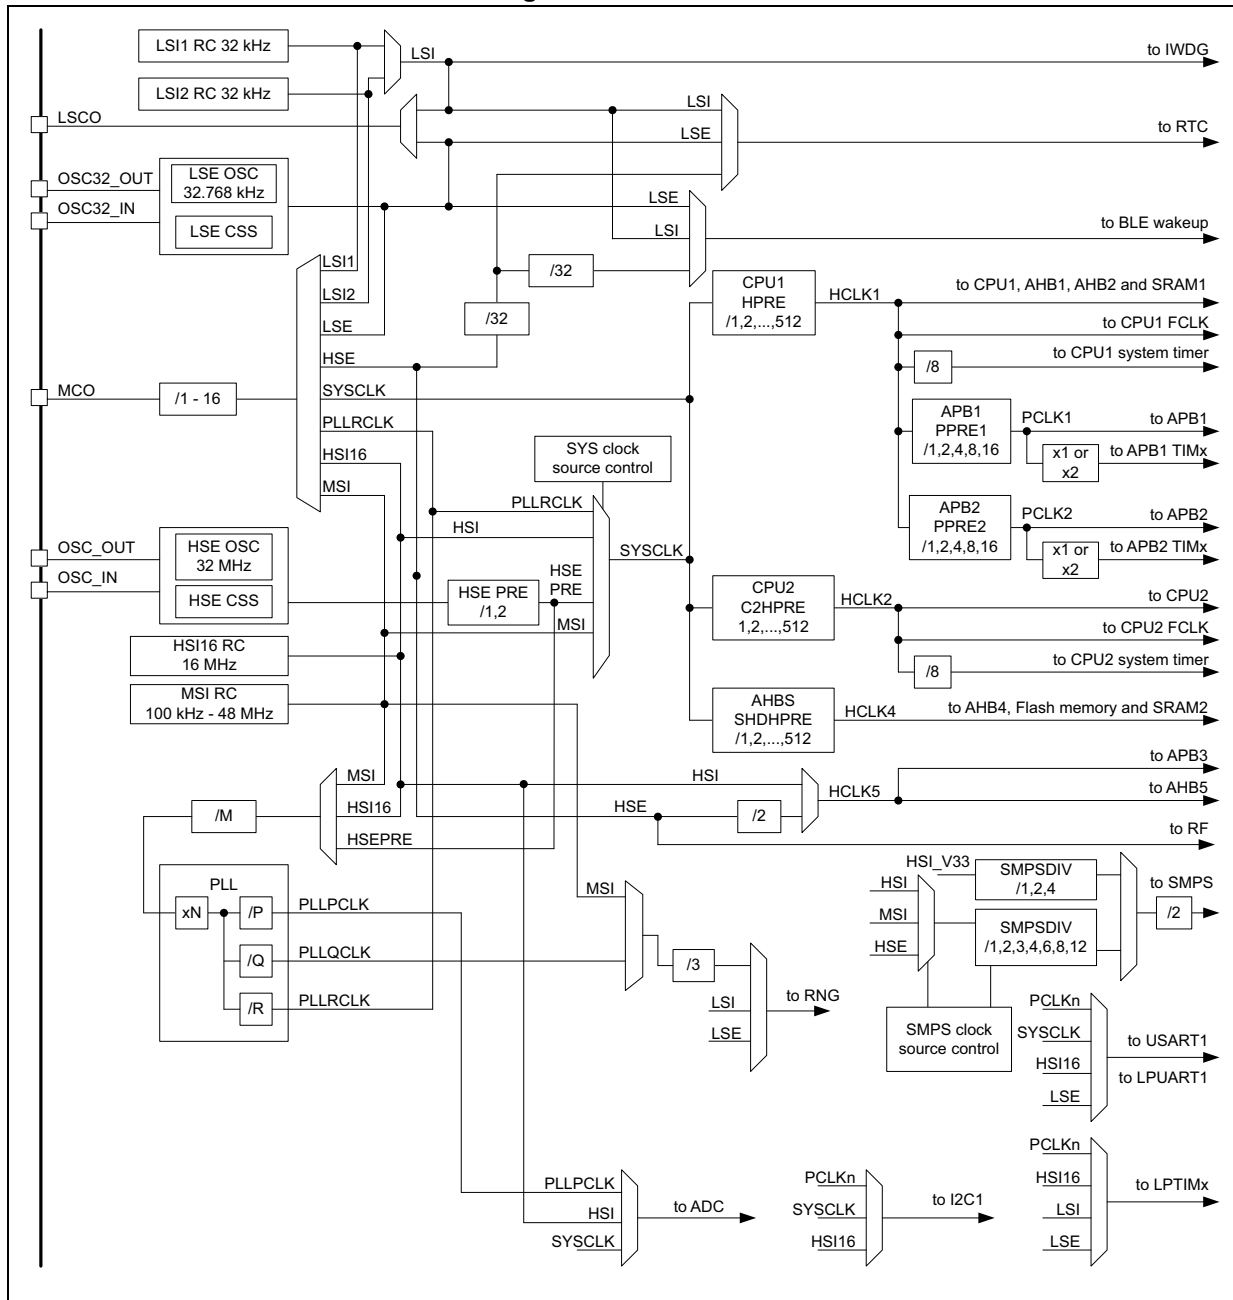 LSI1 RC 32 kHz
LSI
to IWDG
LSI2 RC 32 kHz
LSCO
LSI
LSE
to RTC
OSC32_OUT
LSE OSC
32.768 kHz
OSC32_IN
LSE CSS
LSE
LSI
to BLE wakeup
LSI1
LSI2
LSE
HSE
SYSCLK
PLLRCLK
HSI16
MSI
/32
/32
MCO
/1 - 16
CPU1
HPRE
/1,2,...,512
HCLK1
to CPU1, AHB1, AHB2 and SRAM1
to CPU1 FCLK
to CPU1 system timer
/8
APB1
PPRE1
/1,2,4,8,16
PCLK1
to APB1
x1 or
x2
to APB1 TIMx
APB2
PPRE2
/1,2,4,8,16
PCLK2
to APB2
x1 or
x2
to APB2 TIMx
SYS clock
source control
PLLRCLK
HSI
HSE
PRE
MSI
SYSCLK
OSC_OUT
HSE OSC
32 MHz
OSC_IN
HSE CSS
HSE PRE
/1,2
CPU2
C2HPRE
1,2,...,512
HCLK2
to CPU2
to CPU2 FCLK
to CPU2 system timer
/8
HSI16 RC
16 MHz
MSI RC
100 kHz - 48 MHz
AHBS
SHDHPRE
/1,2,...,512
HCLK4
to AHB4, Flash memory and SRAM2
MSI
HSI16
HSEPRE
/M
HSI
HSE
/2
HCLK5
to APB3
to AHB5
to RF
PLL
xN
/P
PLLPCLK
/Q
PLLQCLK
/R
PLLRCLK
MSI
/3
LSI
LSE
to RNG
HSI_V33
SMPSDIV
/1,2,4
HSI
MSI
HSE
SMPSDIV
/1,2,3,4,6,8,12
to SMPS
/2
SMPS clock
source control
PCLKn
SYSCLK
HSI16
LSE
to USART1
to LPUART1
PLLPCLK
HSI
SYSCLK
to ADC
PCLKn
SYSCLK
HSI16
to I2C1
PCLKn
HSI16
LSI
LSE
to LPTIMx